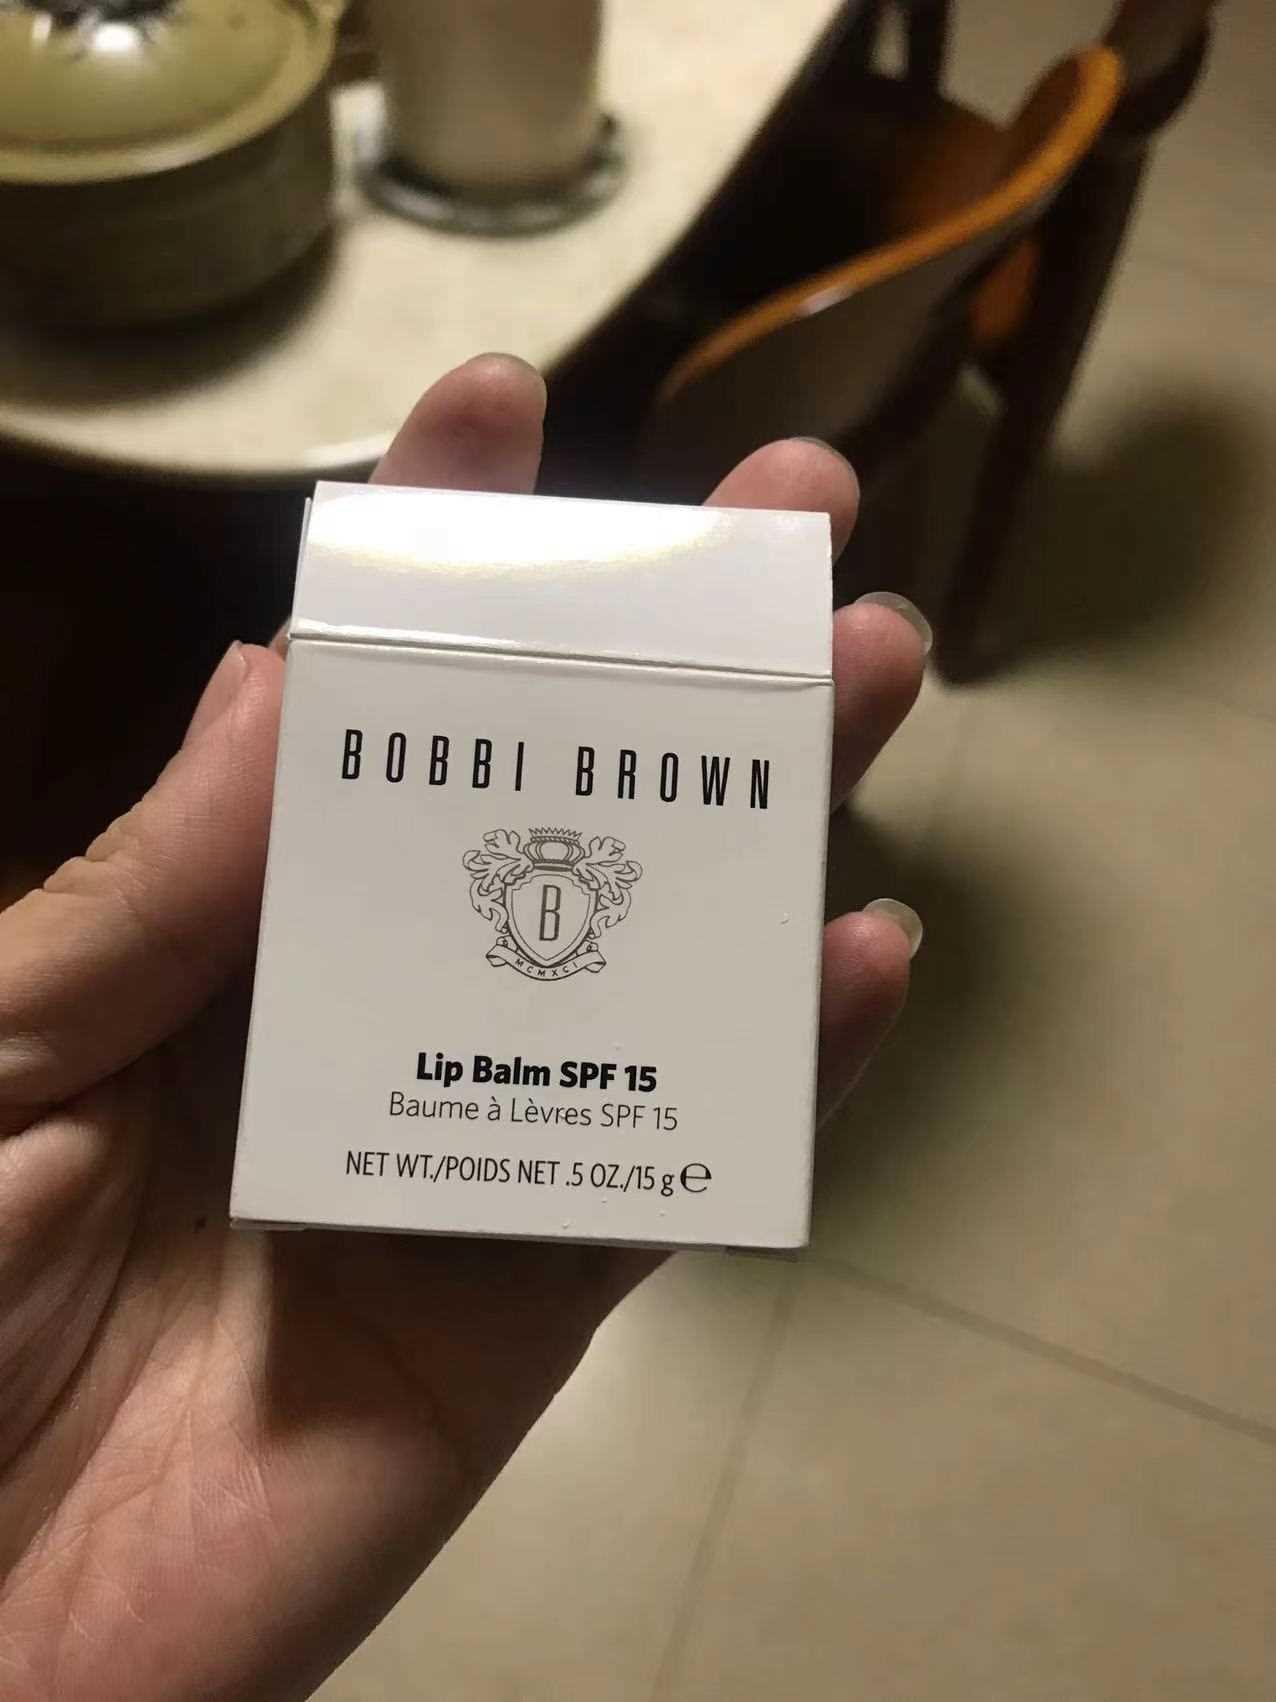 BOBBI BROWN
B
MCMXCI
Lip Balm SPF 15
Baume à Lèvres SPF 15
NET WT./POIDS NET .5 OZ./15 g ℮